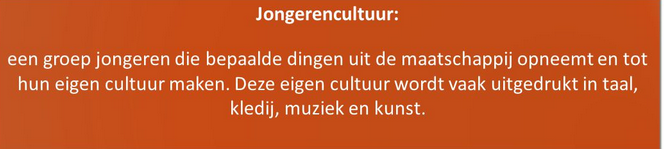 Jongerencultuur:
een groep jongeren die bepaalde dingen uit de maatschappij opneemt en tot
hun eigen cultuur maken. Deze eigen cultuur wordt vaak uitgedrukt in taal,
kledij, muziek en kunst.